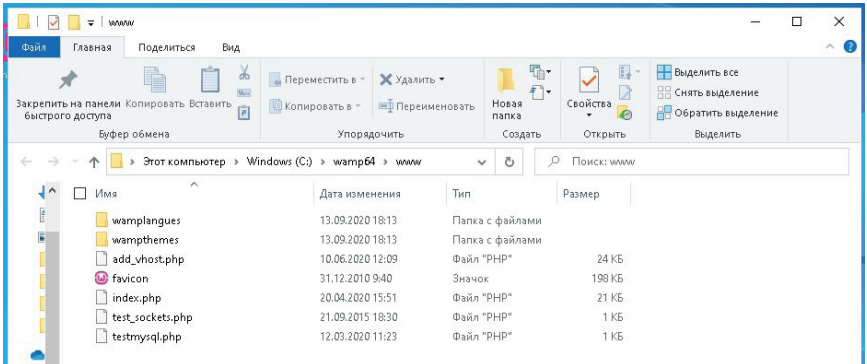 www
Файл Главная Поделиться Вид
Закрепить на панели быстрого доступа
Копировать
Вставить
Буфер обмена
Переместить в
Копировать в
Удалить
Переименовать
Упорядочить
Новая папка
Создать
Свойства
Открыть
Выделить все
Снять выделение
Обратить выделение
Выделить
Этот компьютер > Windows (C:) > wamp64 > www
Поиск: www
Имя Дата изменения Тип Размер
wamplangues 13.09.2020 18:13 Папка с файлами
wampthemes 13.09.2020 18:13 Папка с файлами
add_vhost.php 10.06.2020 12:09 Файл "PHP" 24 КБ
favicon 31.12.2010 9:40 Значок 198 КБ
index.php 20.04.2020 15:51 Файл "PHP" 21 КБ
test_sockets.php 21.09.2015 18:30 Файл "PHP" 1 КБ
testmysql.php 12.03.2020 11:23 Файл "PHP" 1 КБ